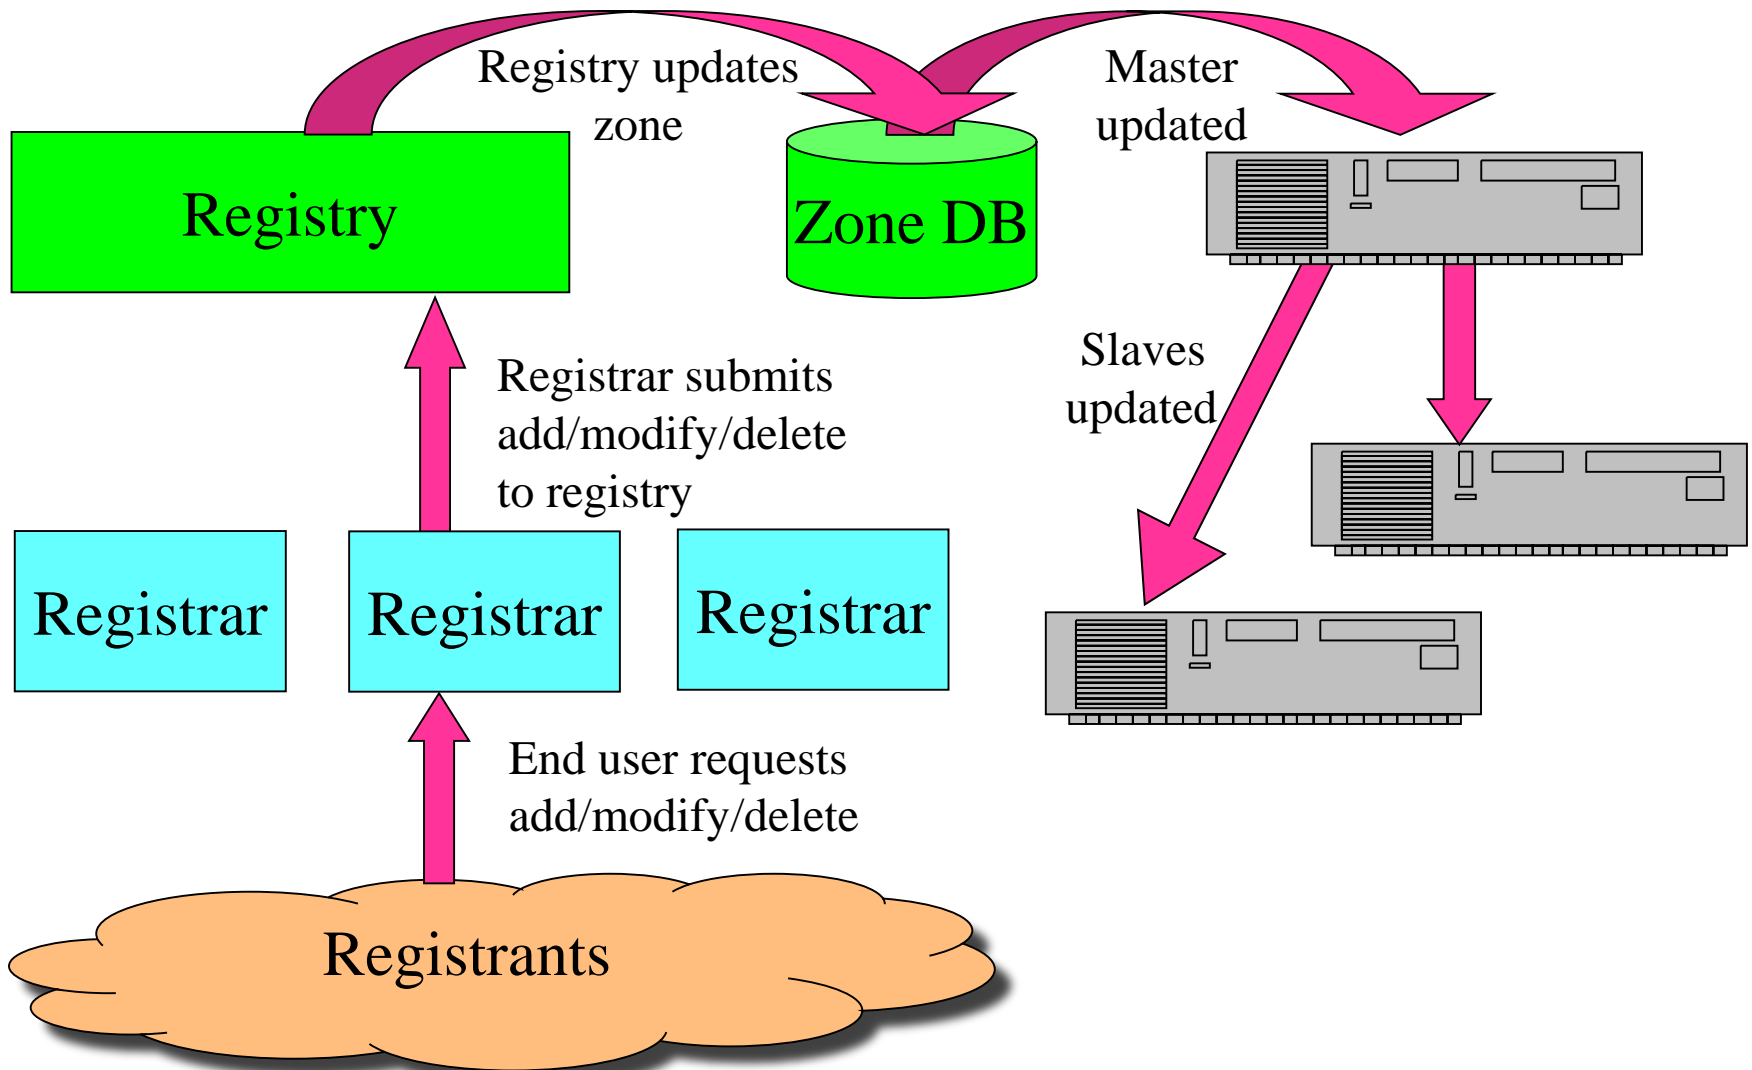 Registry updates
zone
Master
updated
Registry
Zone DB
Slaves
updated
Registrar submits
add/modify/delete
to registry
Registrar
Registrar
Registrar
End user requests
add/modify/delete
Registrants